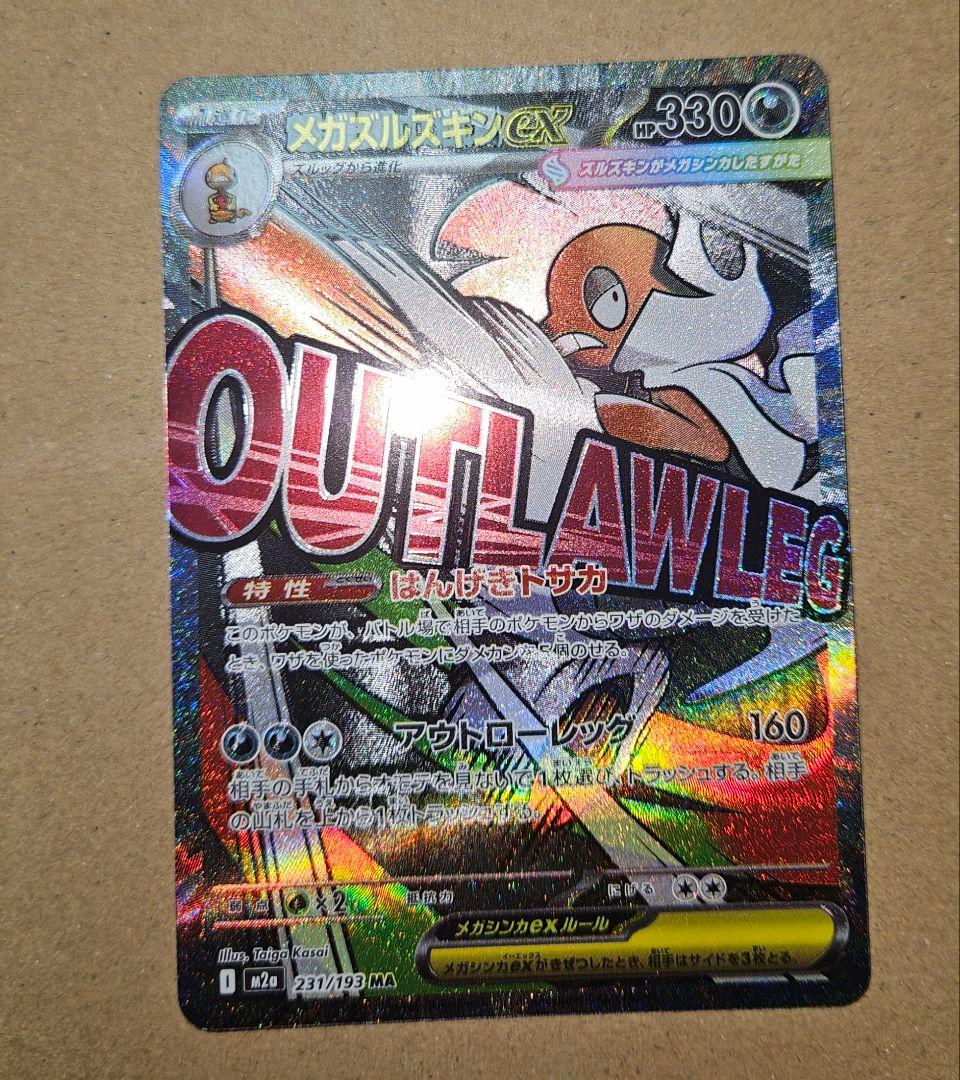 メガズルズキンex
HP330
ズルッグから進化
ズルズキンがメガシンカしたすがた
OUTLAWLEG
特性 はんげきトサカ
このポケモンが、バトル場で相手のポケモンからワザのダメージを受けた
とき、ワザを使ったポケモンにダメカンを5個のせる。
アウトローレッグ 160
相手の手札からオモテを見ないで1枚選び、トラッシュする。相手
の山札を上から1枚トラッシュする。
弱点 ×2 抵抗力 にげる
メガシンカexルール
メガシンカexがきぜつしたとき、相手はサイドを3枚とる。
Illus. Taiga Kasai
I m2a 231/193 MA